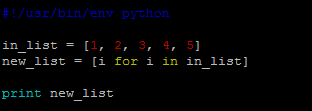 #!/usr/bin/env python
in_list = [1, 2, 3, 4, 5]
new_list = [i for i in in_list]
print new_list